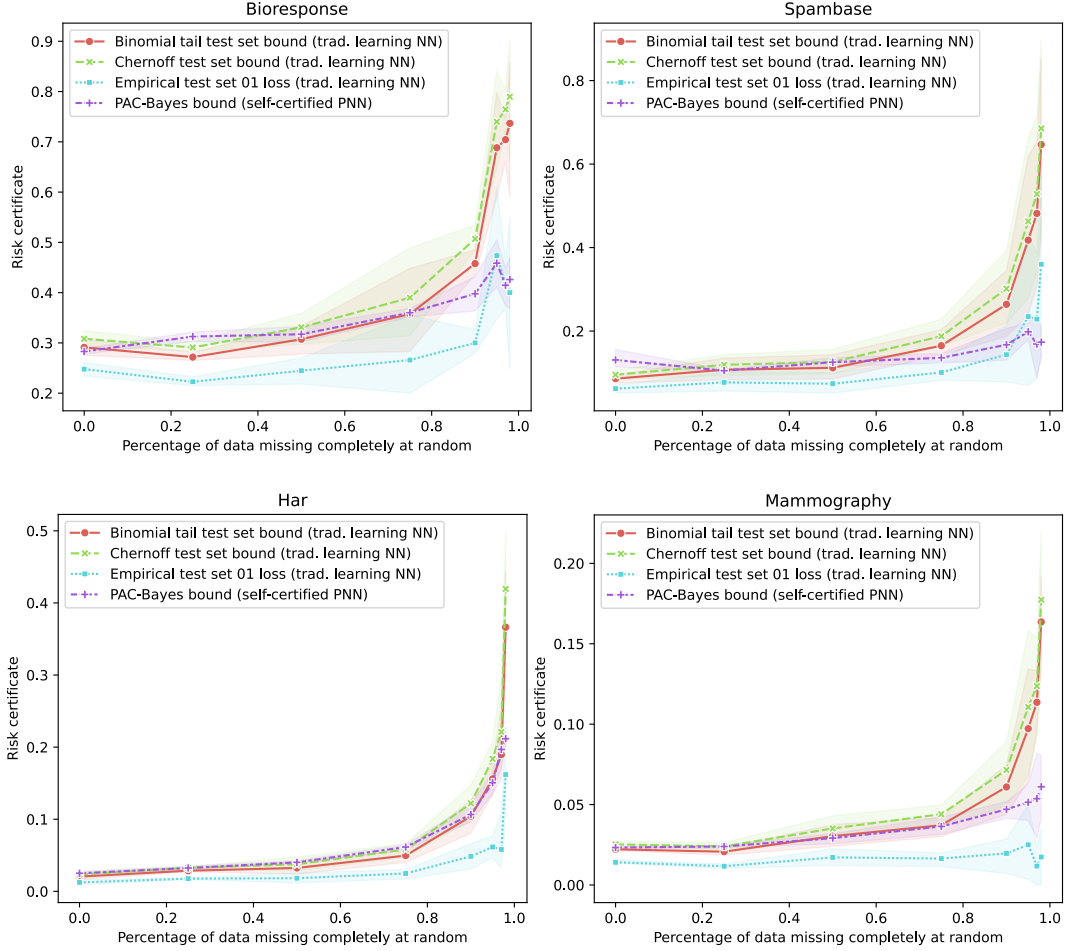 Bioresponse
Binomial tail test set bound (trad. learning NN)
Chernoff test set bound (trad. learning NN)
Empirical test set 01 loss (trad. learning NN)
PAC-Bayes bound (self-certified PNN)
0.9
0.8
0.7
0.6
0.5
0.4
0.3
0.2
Risk certificate
0.0 0.2 0.4 0.6 0.8 1.0
Percentage of data missing completely at random
Spambase
Binomial tail test set bound (trad. learning NN)
Chernoff test set bound (trad. learning NN)
Empirical test set 01 loss (trad. learning NN)
PAC-Bayes bound (self-certified PNN)
0.8
0.6
0.4
0.2
Risk certificate
0.0 0.2 0.4 0.6 0.8 1.0
Percentage of data missing completely at random
Har
Binomial tail test set bound (trad. learning NN)
Chernoff test set bound (trad. learning NN)
Empirical test set 01 loss (trad. learning NN)
PAC-Bayes bound (self-certified PNN)
0.5
0.4
0.3
0.2
0.1
0.0
Risk certificate
0.0 0.2 0.4 0.6 0.8 1.0
Percentage of data missing completely at random
Mammography
Binomial tail test set bound (trad. learning NN)
Chernoff test set bound (trad. learning NN)
Empirical test set 01 loss (trad. learning NN)
PAC-Bayes bound (self-certified PNN)
0.20
0.15
0.10
0.05
0.00
Risk certificate
0.0 0.2 0.4 0.6 0.8 1.0
Percentage of data missing completely at random